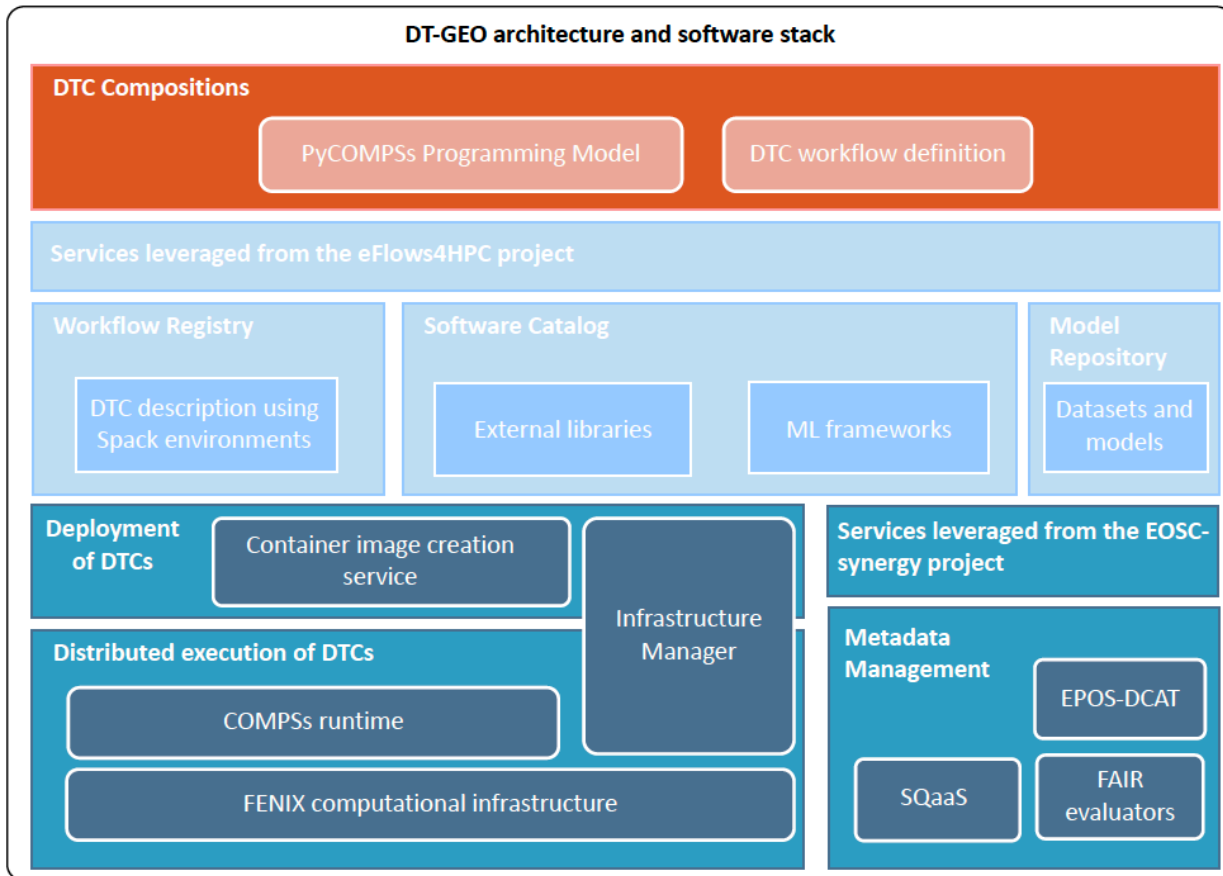 DT-GEO architecture and software stack
DTC Compositions
PyCOMPSs Programming Model
DTC workflow definition
Services leveraged from the eFlows4HPC project
Workflow Registry
DTC description using
Spack environments
Software Catalog
External libraries
ML frameworks
Model
Repository
Datasets and
models
Deployment
of DTCs
Container image creation
service
Infrastructure
Manager
Services leveraged from the EOSC-
synergy project
Distributed execution of DTCs
COMPSs runtime
FENIX computational infrastructure
Metadata
Management
EPOS-DCAT
SQaaS
FAIR
evaluators